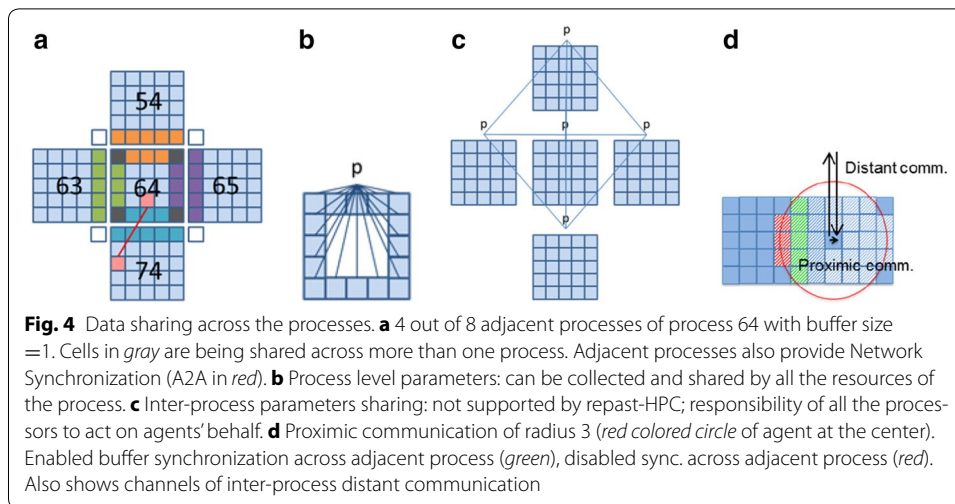 a
b
c
d
54
63
64
65
74
p
p
p
p
p
p
Distant comm.
Proximic comm.
Fig. 4 Data sharing across the processes. a 4 out of 8 adjacent processes of process 64 with buffer size
=1. Cells in gray are being shared across more than one process. Adjacent processes also provide Network
Synchronization (A2A in red). b Process level parameters: can be collected and shared by all the resources of
the process. c Inter-process parameters sharing: not supported by repast-HPC; responsibility of all the proces-
sors to act on agents' behalf. d Proximic communication of radius 3 (red colored circle of agent at the center).
Enabled buffer synchronization across adjacent process (green), disabled sync. across adjacent process (red).
Also shows channels of inter-process distant communication